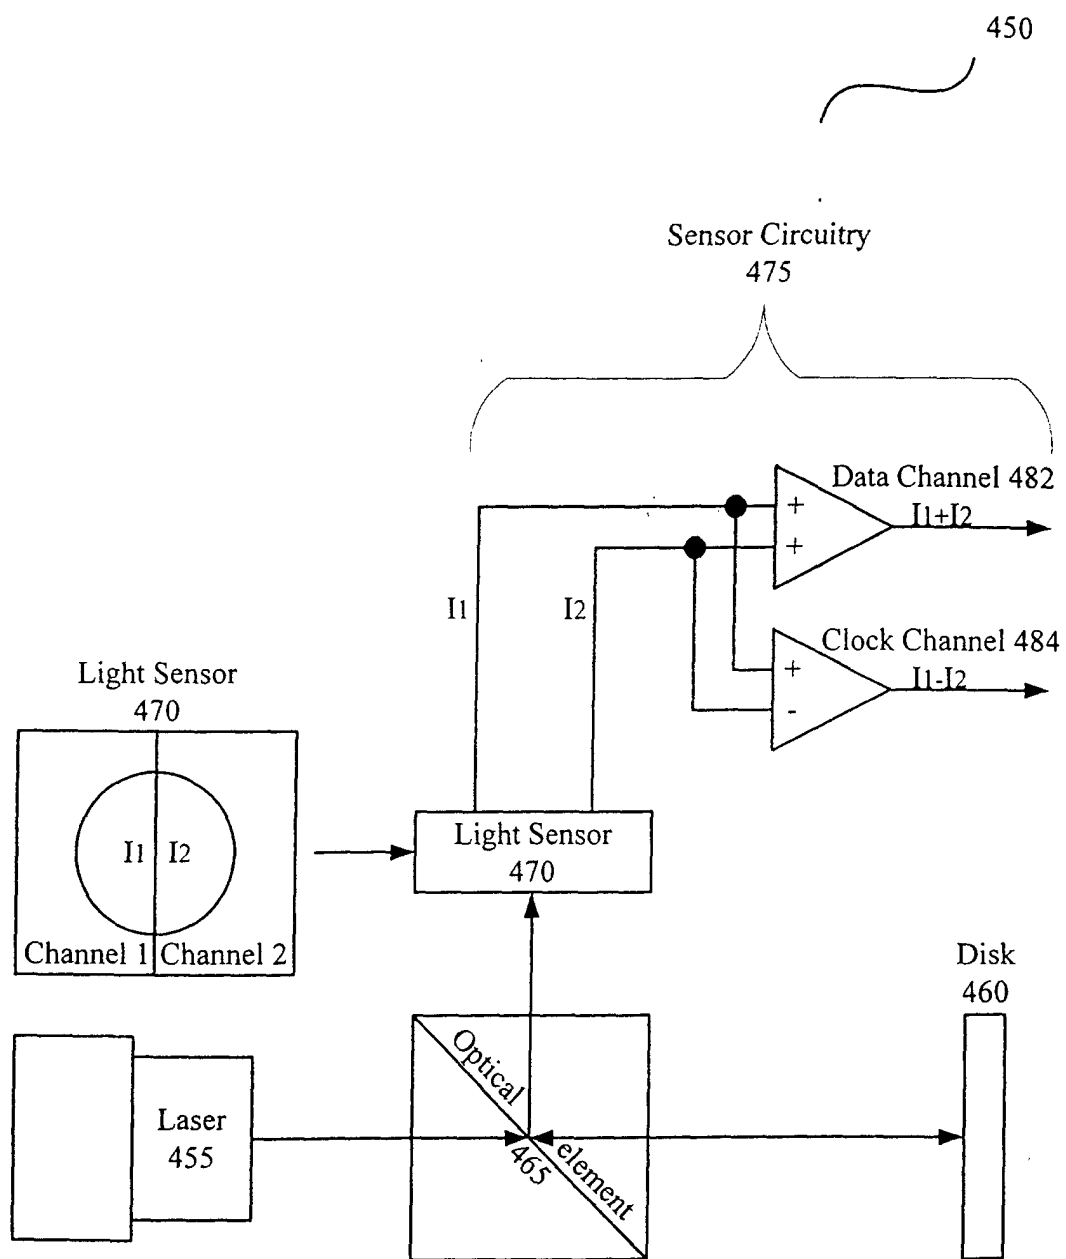 450
Sensor Circuitry
475
Data Channel 482
+
I1+I2
+
I1
I2
Clock Channel 484
+
I1-I2
-
Light Sensor
470
I1 I2
Channel 1 Channel 2
Light Sensor
470
Disk
460
Optical
element
465
Laser
455